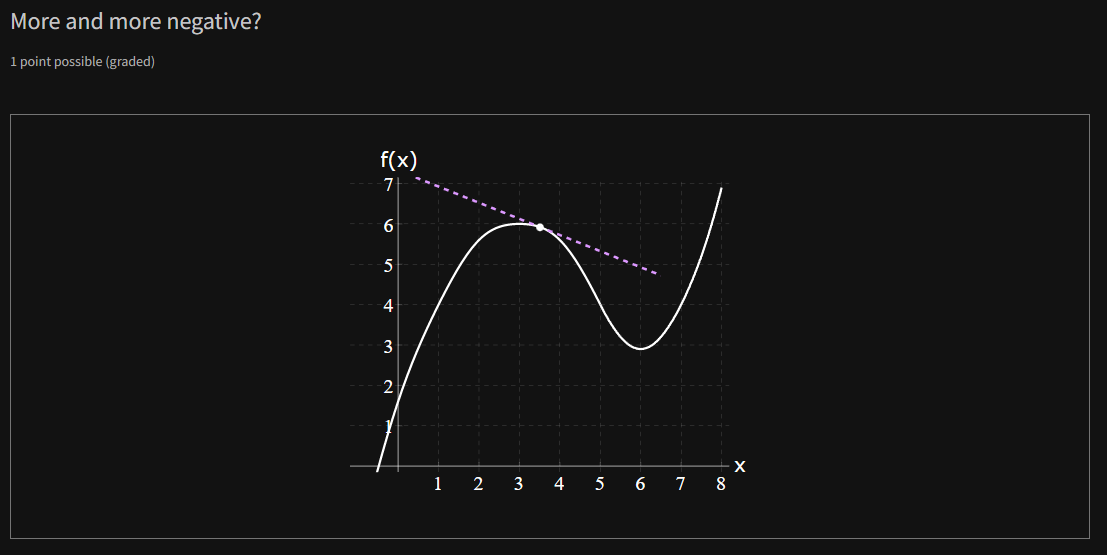 More and more negative?
1 point possible (graded)
f(x)
7
6
5
4
3
2
1
x
1 2 3 4 5 6 7 8